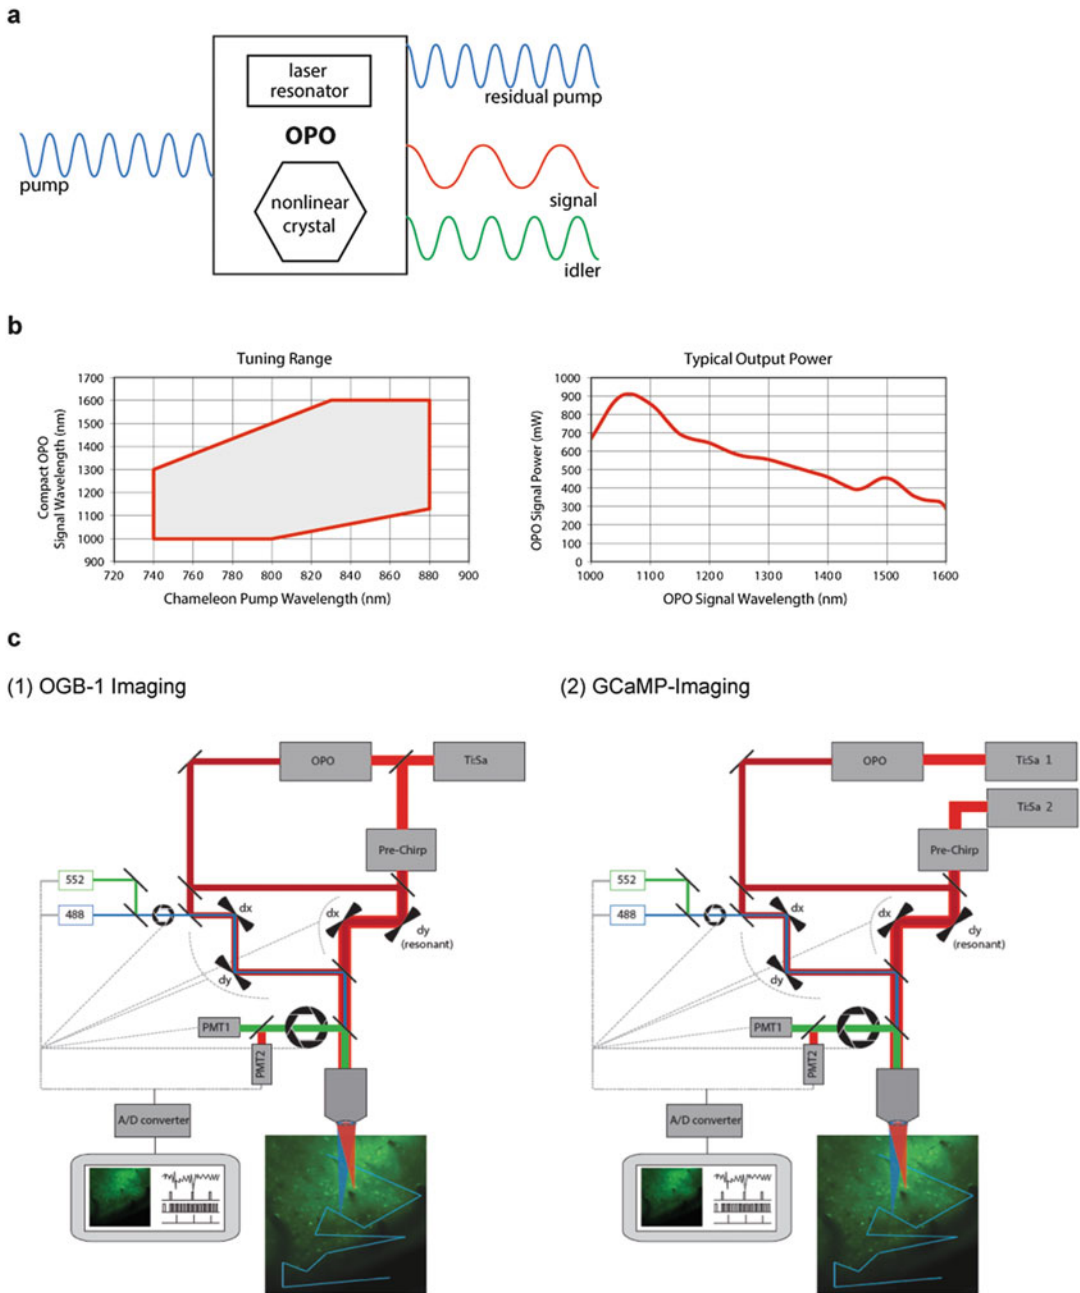 a
laser
resonator
OPO
nonlinear
crystal
pump
residual pump
signal
idler
b
Tuning Range
Compact OPO
Signal Wavelength (nm)
1700
1600
1500
1400
1300
1200
1100
1000
900
720 740 760 780 800 820 840 860 880 900
Chameleon Pump Wavelength (nm)
Typical Output Power
OPO Signal Power (mW)
1000
900
800
700
600
500
400
300
200
100
0
1000 1100 1200 1300 1400 1500 1600
OPO Signal Wavelength (nm)
c
(1) OGB-1 Imaging
OPO
Ti:Sa
Pre-Chirp
552
488
dx
dy
dx
dy
(resonant)
PMT1
PMT2
A/D converter
(2) GCaMP-Imaging
OPO
Ti:Sa 1
Ti:Sa 2
Pre-Chirp
552
488
dx
dy
dx
dy
(resonant)
PMT1
PMT2
A/D converter